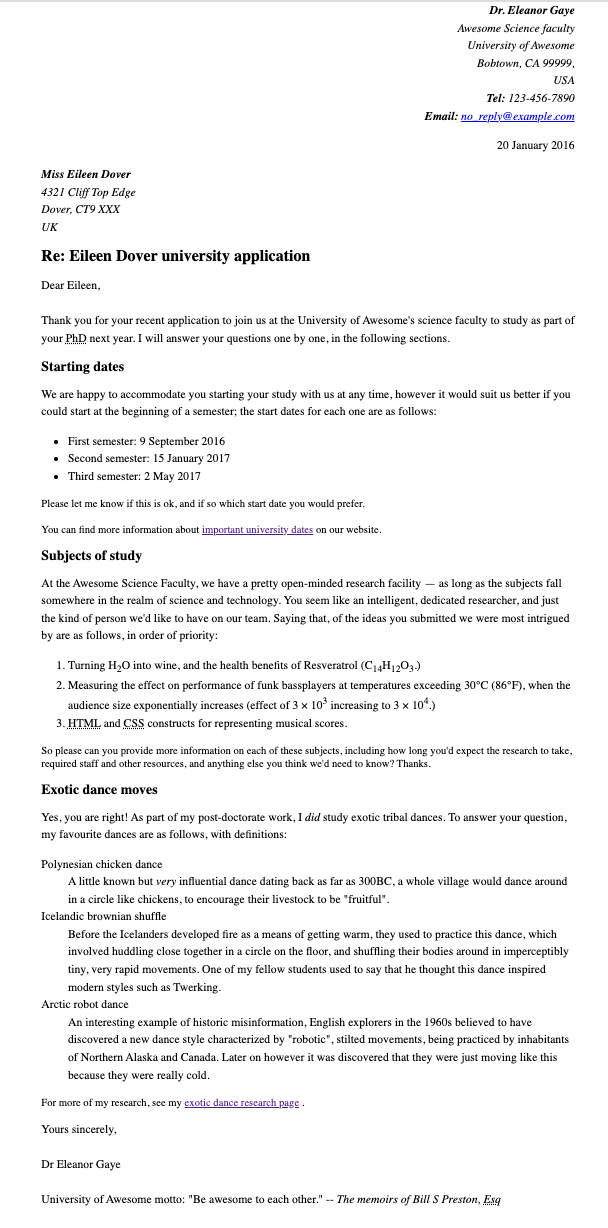 Dr. Eleanor Gaye
Awesome Science faculty
University of Awesome
Bobtown, CA 99999,
USA
Tel: 123-456-7890
Email: no_reply@example.com
20 January 2016
Miss Eileen Dover
4321 Cliff Top Edge
Dover, CT9 XXX
UK
Re: Eileen Dover university application
Dear Eileen,
Thank you for your recent application to join us at the University of Awesome's science faculty to study as part of
your PhD next year. I will answer your questions one by one, in the following sections.
Starting dates
We are happy to accommodate you starting your study with us at any time, however it would suit us better if you
could start at the beginning of a semester; the start dates for each one are as follows:
• First semester: 9 September 2016
• Second semester: 15 January 2017
• Third semester: 2 May 2017
Please let me know if this is ok, and if so which start date you would prefer.
You can find more information about important university dates on our website.
Subjects of study
At the Awesome Science Faculty, we have a pretty open-minded research facility — as long as the subjects fall
somewhere in the realm of science and technology. You seem like an intelligent, dedicated researcher, and just
the kind of person we'd like to have on our team. Saying that, of the ideas you submitted we were most intrigued
by are as follows, in order of priority:
1. Turning H₂O into wine, and the health benefits of Resveratrol (C₁₄H₁₂O₃.)
2. Measuring the effect on performance of funk bassplayers at temperatures exceeding 30°C (86°F), when the
audience size exponentially increases (effect of 3 × 10³ increasing to 3 × 10⁴.)
3. HTML and CSS constructs for representing musical scores.
So please can you provide more information on each of these subjects, including how long you'd expect the research to take,
required staff and other resources, and anything else you think we'd need to know? Thanks.
Exotic dance moves
Yes, you are right! As part of my post-doctorate work, I did study exotic tribal dances. To answer your question,
my favourite dances are as follows, with definitions:
Polynesian chicken dance
A little known but very influential dance dating back as far as 300BC, a whole village would dance around
in a circle like chickens, to encourage their livestock to be "fruitful".
Icelandic brownian shuffle
Before the Icelanders developed fire as a means of getting warm, they used to practice this dance, which
involved huddling close together in a circle on the floor, and shuffling their bodies around in imperceptibly
tiny, very rapid movements. One of my fellow students used to say that he thought this dance inspired
modern styles such as Twerking.
Arctic robot dance
An interesting example of historic misinformation, English explorers in the 1960s believed to have
discovered a new dance style characterized by "robotic", stilted movements, being practiced by inhabitants
of Northern Alaska and Canada. Later on however it was discovered that they were just moving like this
because they were really cold.
For more of my research, see my exotic dance research page .
Yours sincerely,
Dr Eleanor Gaye
University of Awesome motto: "Be awesome to each other." -- The memoirs of Bill S Preston, Esq